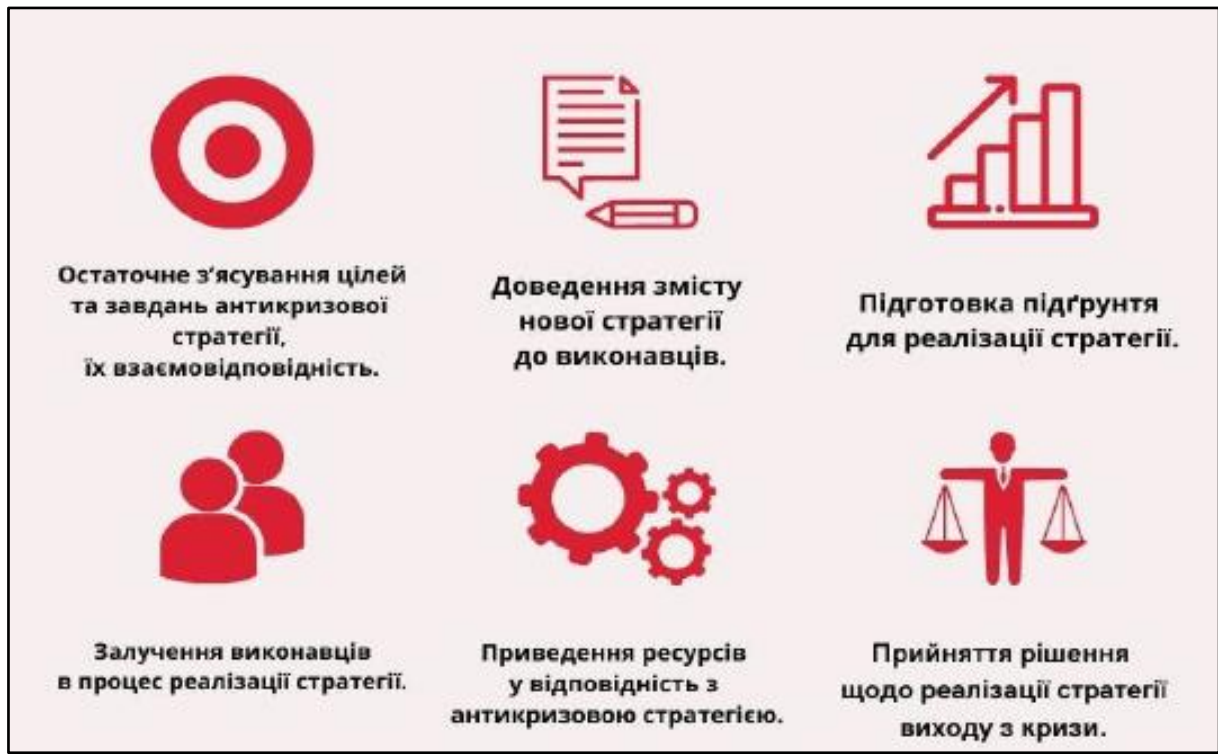 Остаточне з’ясування цілей
та завдань антикризової
стратегії,
їх взаємовідповідність.
Доведення змісту
нової стратегії
до виконавців.
Підготовка підґрунтя
для реалізації стратегії.
Залучення виконавців
в процес реалізації стратегії.
Приведення ресурсів
у відповідність з
антикризовою стратегією.
Прийняття рішення
щодо реалізації стратегії
виходу з кризи.